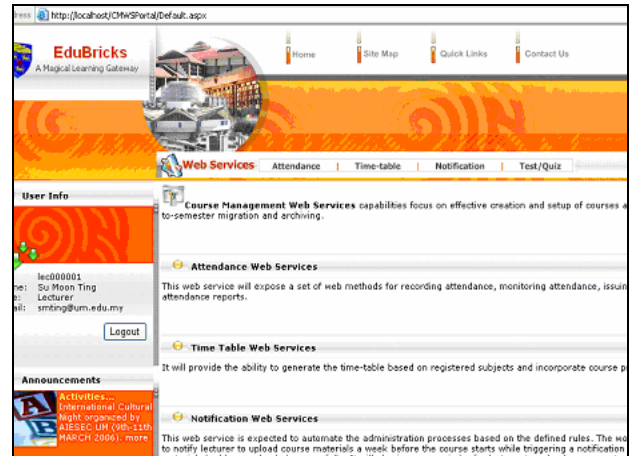 ress http://localhost/CMWSPortal/Default.aspx
EduBricks
A Magical Learning Gateway
Home
Site Map
Quick Links
Contact Us
Web Services
Attendance | Time-table | Notification | Test/Quiz
User Info
lec000001
ne: Su Moon Ting
e: Lecturer
ail: smting@um.edu.my
Logout
Announcements
Activities...
International Cultural
Night organized by
AIESEC UM (9th-11th
MARCH 2006). more
Course Management Web Services capabilities focus on effective creation and setup of courses a
to-semester migration and archiving.
Attendance Web Services
This web service will expose a set of web methods for recording attendance, monitoring attendance, issuin
attendance reports.
Time Table Web Services
It will provide the ability to generate the time-table based on registered subjects and incorporate course p
Notification Web Services
This web service is expected to automate the administration processes based on the defined rules. The wo
to notify lecturer to upload course materials a week before the course starts while triggering a notification